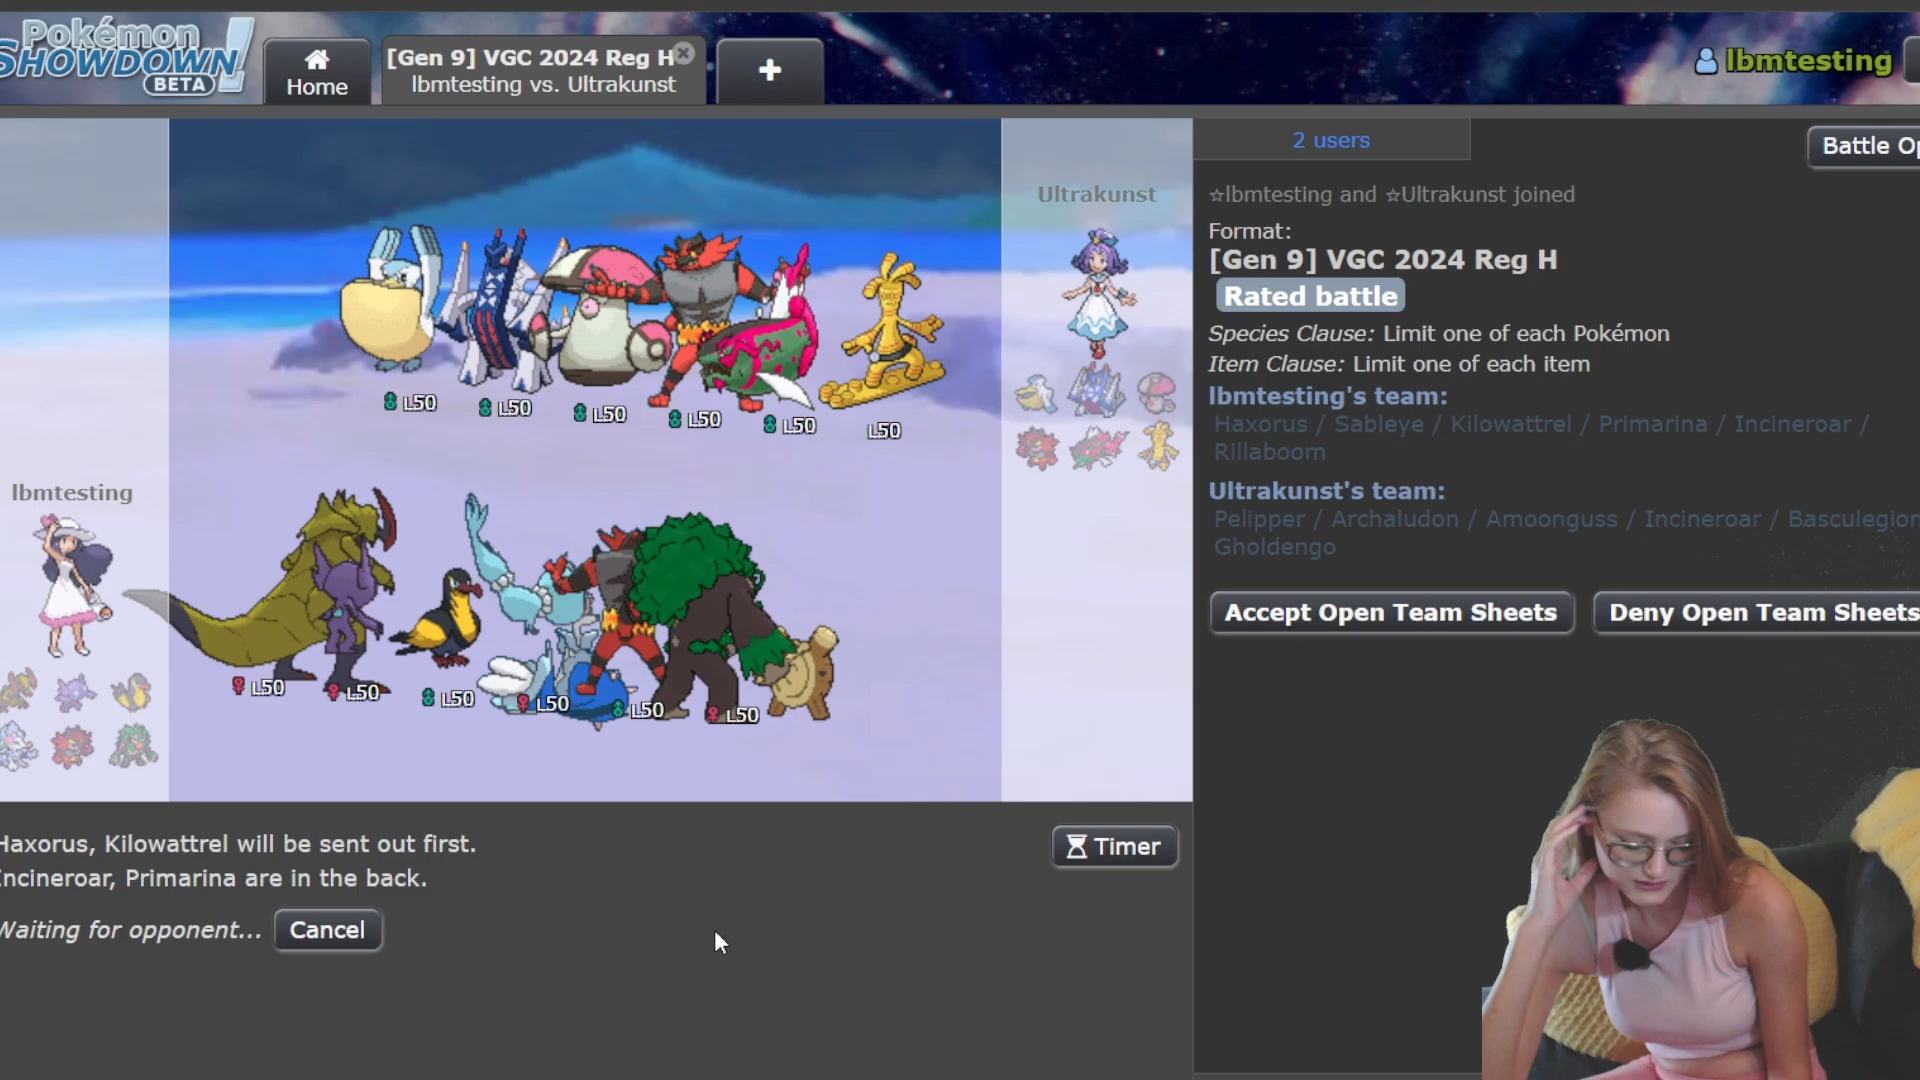 Pokémon
SHOWDOWN!
BETA
Home
[Gen 9] VGC 2024 Reg H
lbmtesting vs. Ultrakunst
+
lbmtesting
2 users
Battle Op
☆lbmtesting and ☆Ultrakunst joined
Format:
[Gen 9] VGC 2024 Reg H
Rated battle
Species Clause: Limit one of each Pokémon
Item Clause: Limit one of each item
lbmtesting's team:
Haxorus / Sableye / Kilowattrel / Primarina / Incineroar /
Rillaboom
Ultrakunst's team:
Pelipper / Archaludon / Amoonguss / Incineroar / Basculegion
Gholdengo
Accept Open Team Sheets
Deny Open Team Sheets
Ultrakunst
L50
L50
L50
L50
L50
L50
lbmtesting
L50
L50
L50
L50
L50
L50
Haxorus, Kilowattrel will be sent out first.
Incineroar, Primarina are in the back.
Waiting for opponent...
Cancel
Timer